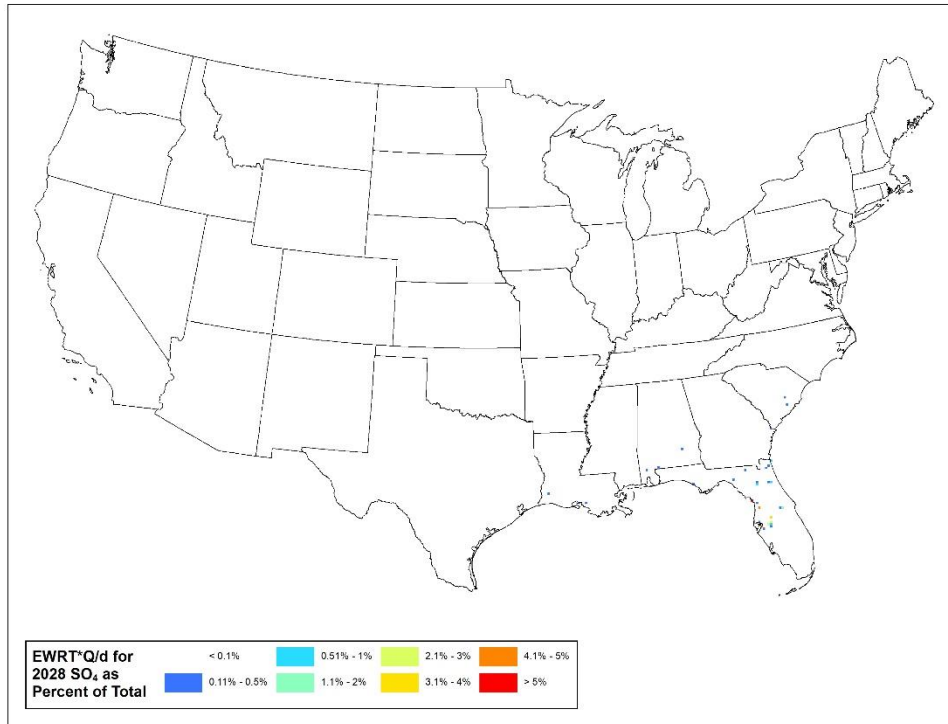 EWRT*Q/d for
2028 SO₄ as
Percent of Total
< 0.1%
0.51% - 1%
2.1% - 3%
4.1% - 5%
0.11% - 0.5%
1.1% - 2%
3.1% - 4%
> 5%